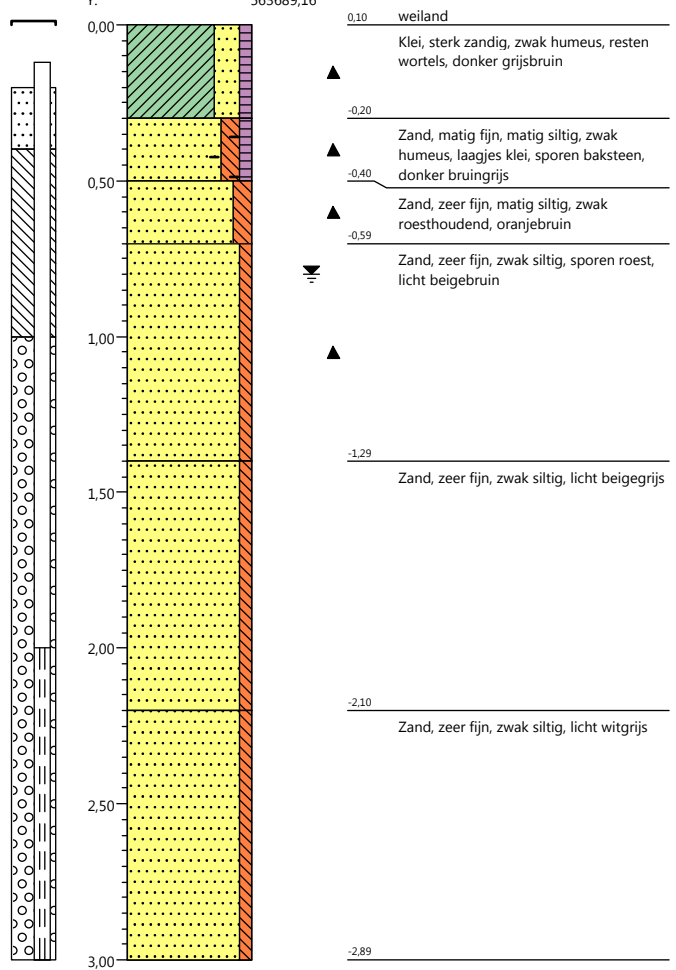 Y: 563689,16
0,00
0,10 weiland
Klei, sterk zandig, zwak humeus, resten
wortels, donker grijsbruin
-0,20
Zand, matig fijn, matig siltig, zwak
humeus, laagjes klei, sporen baksteen,
donker bruingrijs
-0,40
0,50
Zand, zeer fijn, matig siltig, zwak
roesthoudend, oranjebruin
-0,59
Zand, zeer fijn, zwak siltig, sporen roest,
licht beigebruin
1,00
-1,29
Zand, zeer fijn, zwak siltig, licht beigegrijs
1,50
2,00
-2,10
Zand, zeer fijn, zwak siltig, licht witgrijs
2,50
-2,89
3,00